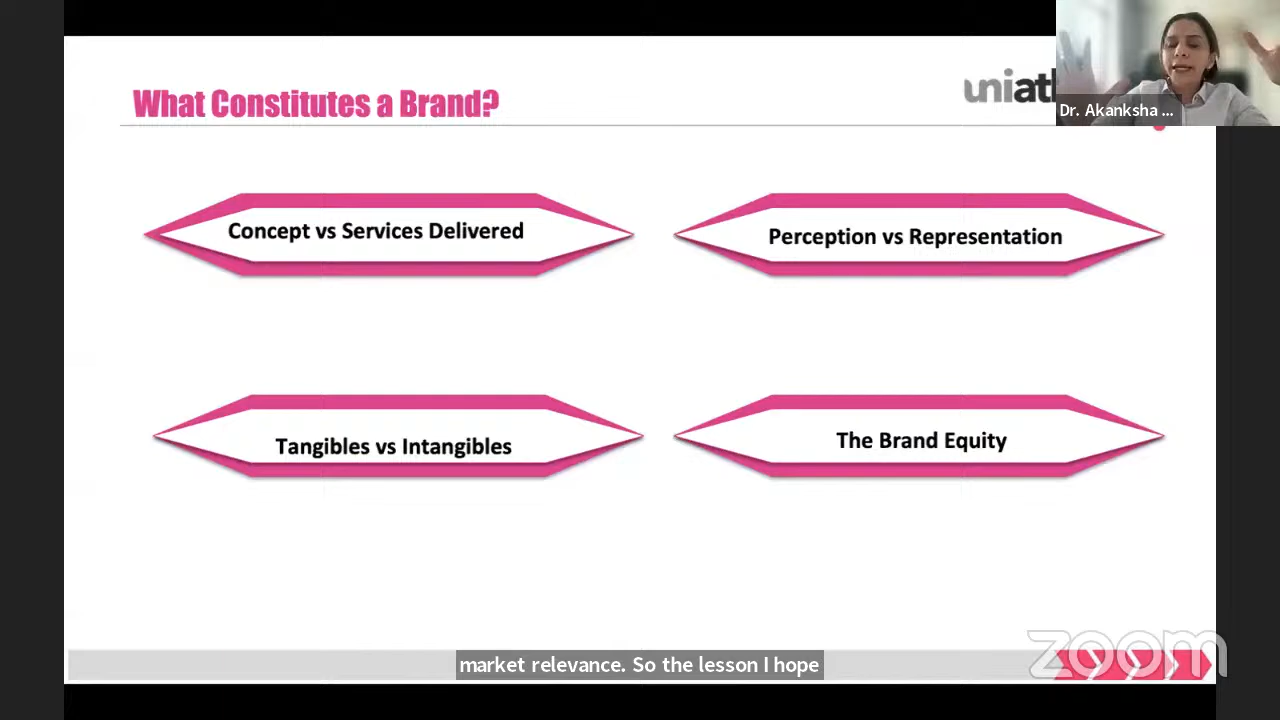 What Constitutes a Brand?
uniat
Dr. Akanksha ...
Concept vs Services Delivered
Perception vs Representation
Tangibles vs Intangibles
The Brand Equity
market relevance. So the lesson I hope
zoom